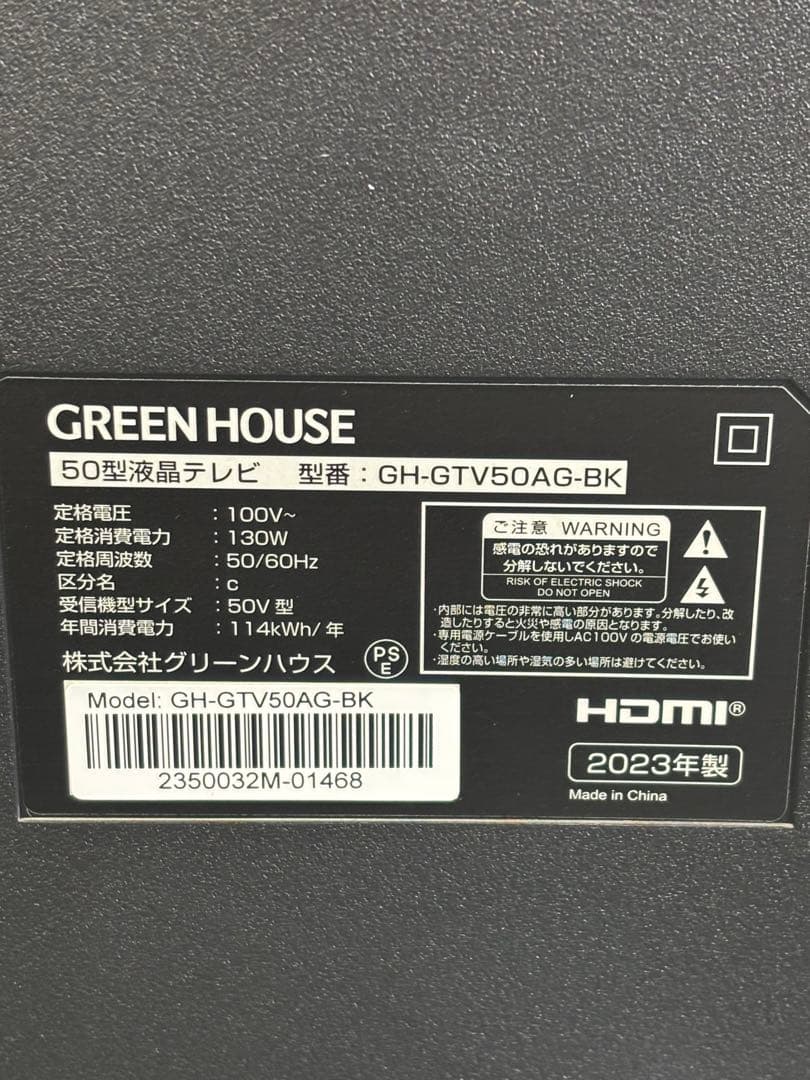 GREEN HOUSE
50型液晶テレビ 型番：GH-GTV50AG-BK
定格電圧 ：100V~
定格消費電力 ：130W
定格周波数 ：50/60Hz
区分名 ：c
受信機型サイズ ：50V型
年間消費電力 ：114kWh/年
株式会社グリーンハウス
PS
E
ご注意 WARNING
感電の恐れがありますので
分解しないでください。
RISK OF ELECTRIC SHOCK
DO NOT OPEN
・内部には電圧の非常に高い部分があります。分解したり、改
造したりすると火災や感電の原因となります。
・専用電源ケーブルを使用しAC100Vの電源電圧でお使い
ください。
・湿度の高い場所や湿気の多い場所は避けてください。
Model: GH-GTV50AG-BK
2350032M-01468
HDMI®
2023年製
Made in China